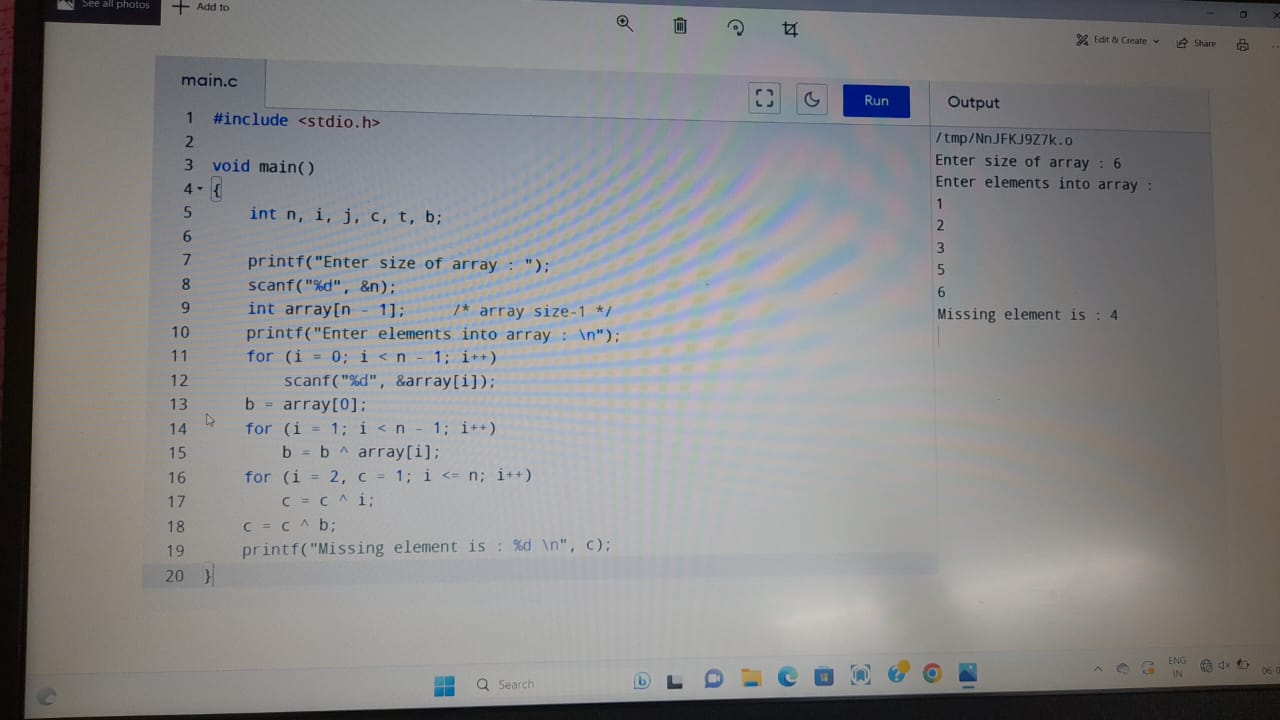 See all photos
Add to
Edit & Create
Share
main.c
Run
Output
1 #include <stdio.h>
2
3 void main()
4 {
5 int n, i, j, c, t, b;
6
7 printf("Enter size of array : ");
8 scanf("%d", &n);
9 int array[n - 1]; /* array size-1 */
10 printf("Enter elements into array : \n");
11 for (i = 0; i < n - 1; i++)
12 scanf("%d", &array[i]);
13 b = array[0];
14 for (i = 1; i < n - 1; i++)
15 b = b ^ array[i];
16 for (i = 2, c = 1; i <= n; i++)
17 c = c ^ i;
18 c = c ^ b;
19 printf("Missing element is : %d \n", c);
20 }
/tmp/NnJFKJ9Z7k.o
Enter size of array : 6
Enter elements into array :
1
2
3
5
6
Missing element is : 4
Search
ENG
IN